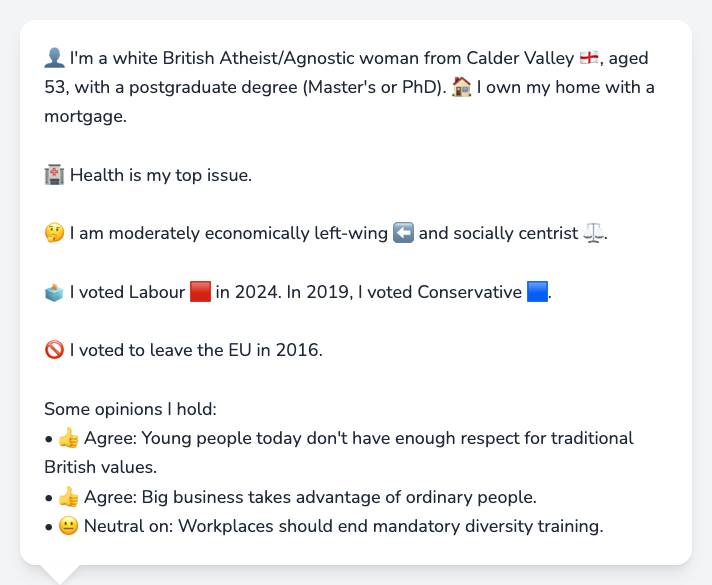 👤 I'm a white British Atheist/Agnostic woman from Calder Valley 🏴󠁧󠁢󠁥󠁮󠁧󠁿, aged
53, with a postgraduate degree (Master's or PhD). 🏠 I own my home with a
mortgage.
🏥 Health is my top issue.
🤔 I am moderately economically left-wing ⬅️ and socially centrist ⚖️.
🗳️ I voted Labour 🟥 in 2024. In 2019, I voted Conservative 🟦.
🚫 I voted to leave the EU in 2016.
Some opinions I hold:
• 👍 Agree: Young people today don't have enough respect for traditional
British values.
• 👍 Agree: Big business takes advantage of ordinary people.
• 😐 Neutral on: Workplaces should end mandatory diversity training.